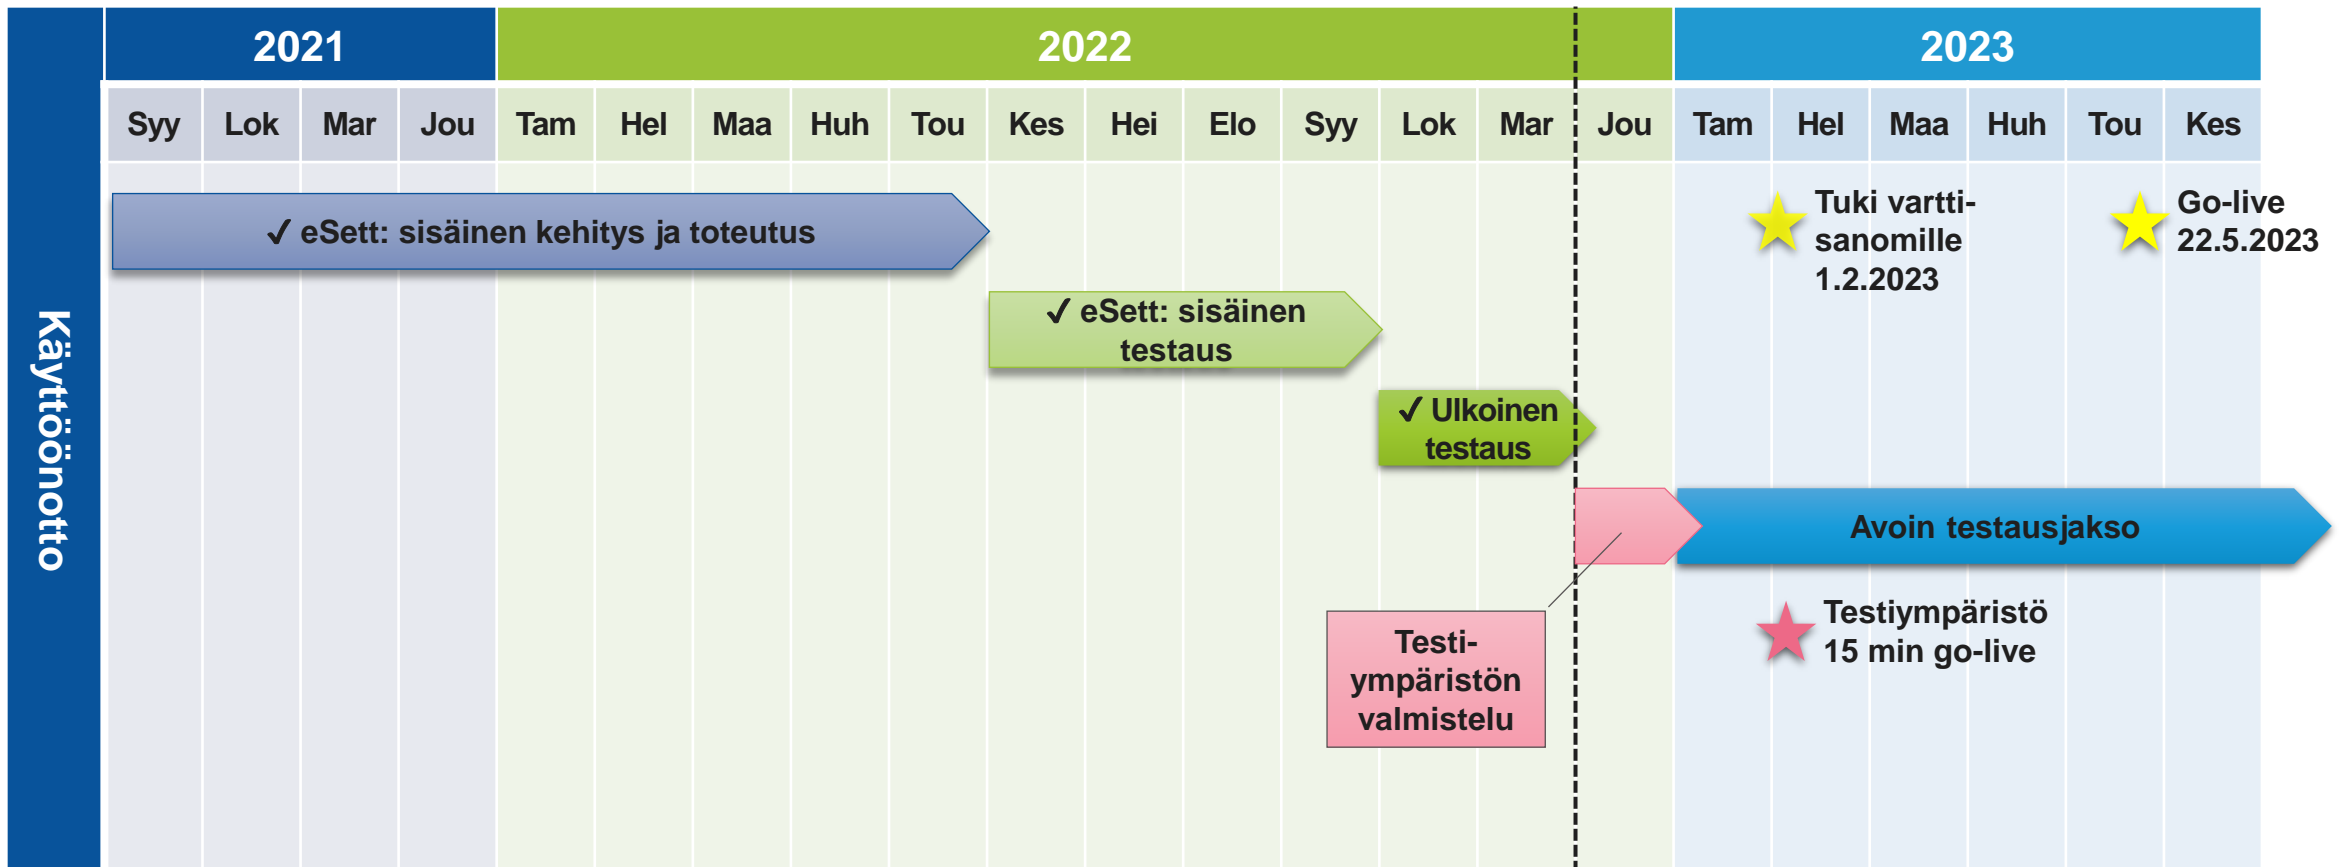 2021
2022
2023
Syy
Lok
Mar
Jou
Tam
Hel
Maa
Huh
Tou
Kes
Hei
Elo
Syy
Lok
Mar
Jou
Tam
Hel
Maa
Huh
Tou
Kes
Käyttöönotto
✓ eSett: sisäinen kehitys ja toteutus
Tuki vartti-
sanomille
1.2.2023
Go-live
22.5.2023
✓ eSett: sisäinen
testaus
✓ Ulkoinen
testaus
Avoin testausjakso
Testi-
ympäristön
valmistelu
Testiympäristö
15 min go-live